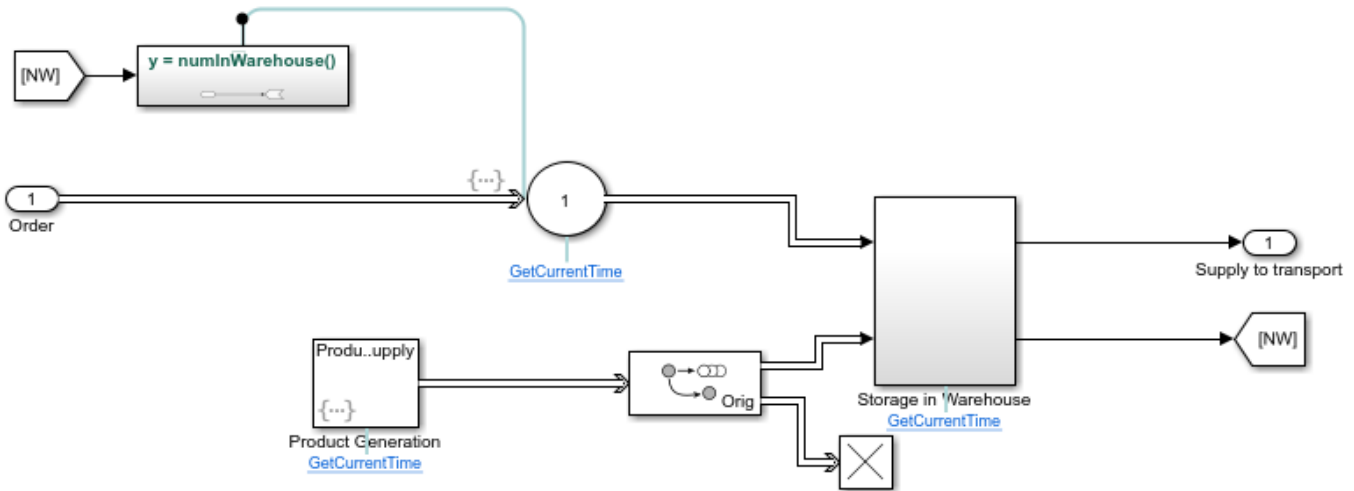 [NW]
y = numInWarehouse()
{...}
1
Order
1
GetCurrentTime
1
Supply to transport
[NW]
Produ..upply
{...}
Product Generation
GetCurrentTime
Orig
Storage in Warehouse
GetCurrentTime